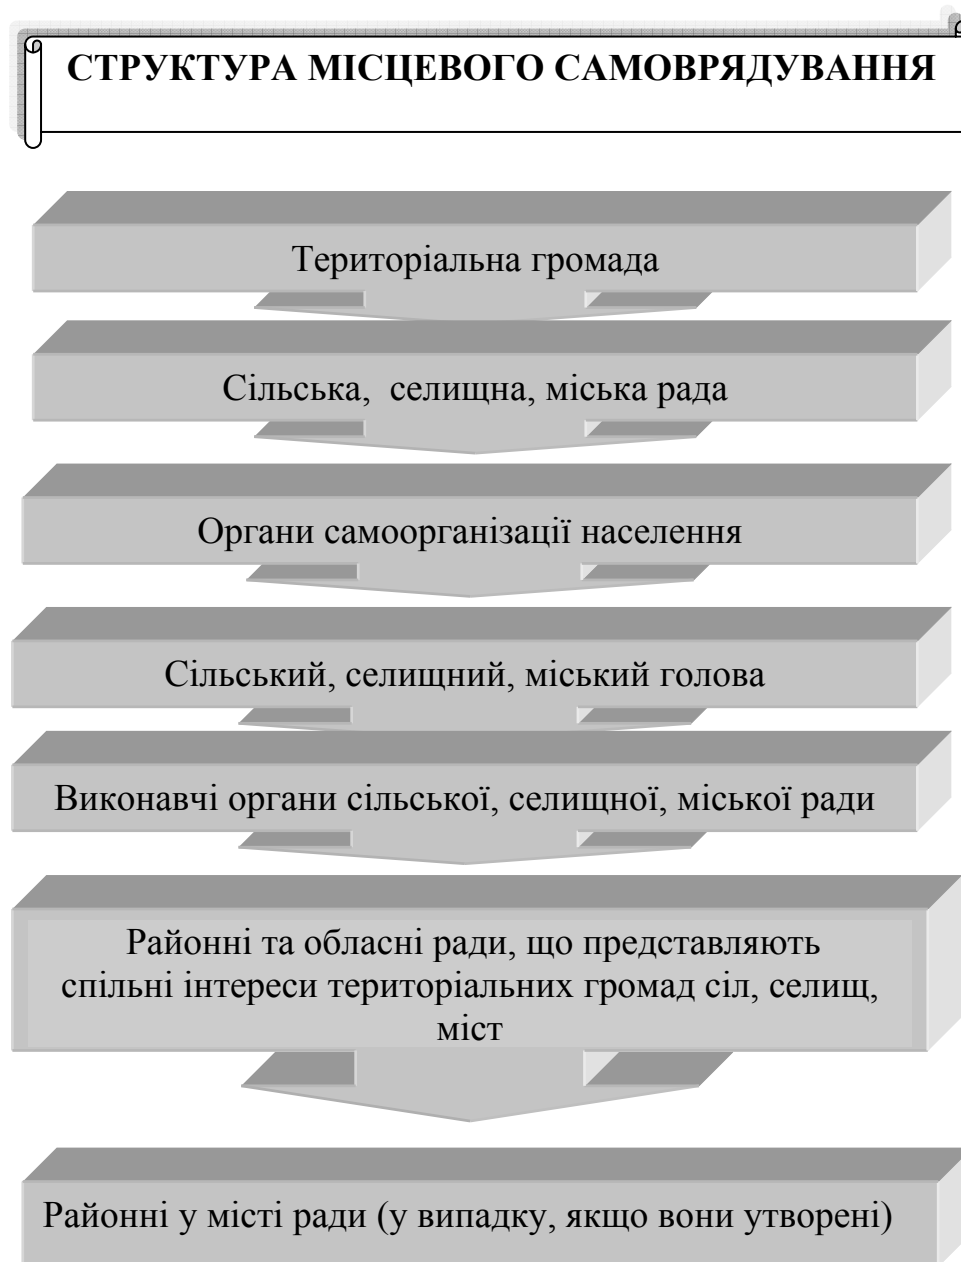 СТРУКТУРА МІСЦЕВОГО САМОВРЯДУВАННЯ
Територіальна громада
Сільська, селищна, міська рада
Органи самоорганізації населення
Сільський, селищний, міський голова
Виконавчі органи сільської, селищної, міської ради
Районні та обласні ради, що представляють
спільні інтереси територіальних громад сіл, селищ,
міст
Районні у місті ради (у випадку, якщо вони утворені)